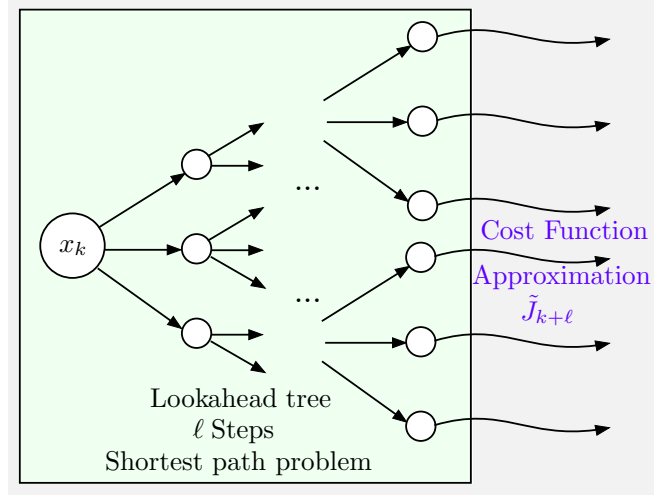 ...
x_k
Cost Function
Approximation
...
J̃_{k+ℓ}
Lookahead tree
ℓ Steps
Shortest path problem